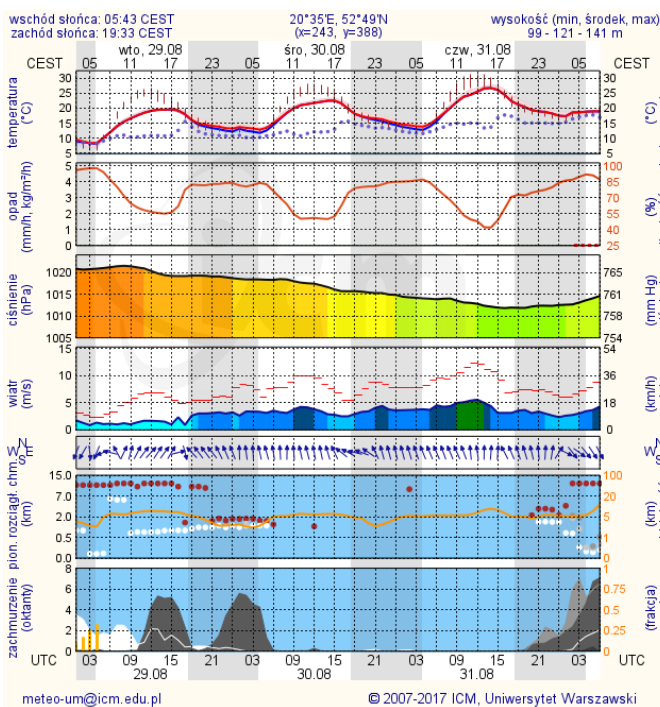 wschód słońca: 05:43 CEST 20°35'E, 52°49'N wysokość (min, środek, max)
zachód słońca: 19:33 CEST (x=243, y=388) 99 - 121 - 141 m
wto, 29.08 śro, 30.08 czw, 31.08
CEST 05 11 17 23 05 11 17 23 05 11 17 23 05 CEST
temperatura (°C)
30 30
25 25
20 20
15 15
10 10
5 5
opad (mm/h, kg/m²/h) (%)
5 100
4 85
3 70
2 55
1 40
0 25
ciśnienie (hPa) (mm Hg)
1020 765
1015 761
1010 758
1005 754
wiatr (m/s) (km/h)
15 54
10 36
5 18
0 0
N N
W E W E
S S
pion. rozciągł. chm. (km) (km)
15.0 100
7.0 20
2.0 5
0.5 1
0.0 0
zachmurzenie (oktanty) (frakcja)
8 1
6 0.75
4 0.5
2 0.25
0 0
UTC 03 09 15 21 03 09 15 21 03 09 15 21 03 UTC
29.08 30.08 31.08
meteo-um@icm.edu.pl © 2007-2017 ICM, Uniwersytet Warszawski